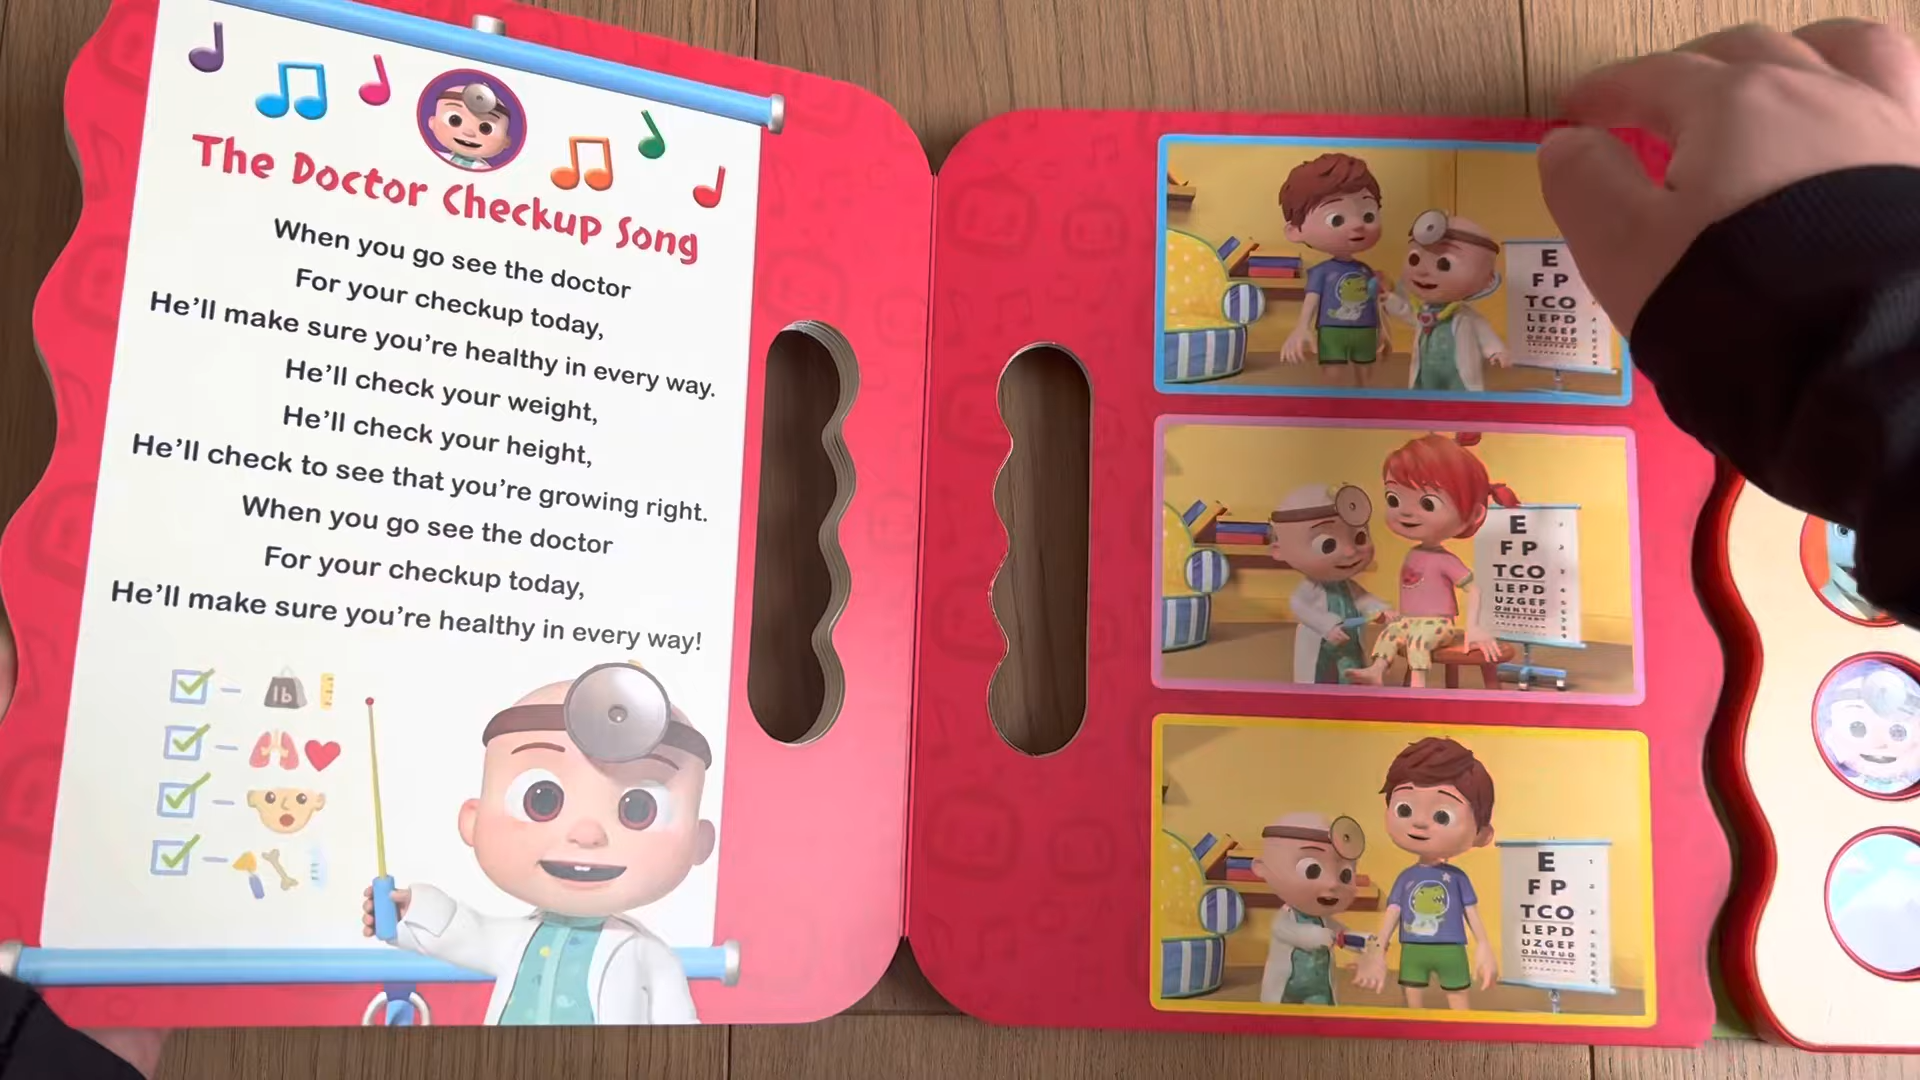 The Doctor Checkup Song
When you go see the doctor
For your checkup today,
He'll make sure you're healthy in every way.
He'll check your weight,
He'll check your height,
He'll check to see that you're growing right.
When you go see the doctor
For your checkup today,
He'll make sure you're healthy in every way!
lb
E
F P
TCO
LEPD
UZGEF
E
F P
TCO
LEPD
UZGEF
E
F P
TCO
LEPD
UZGEF